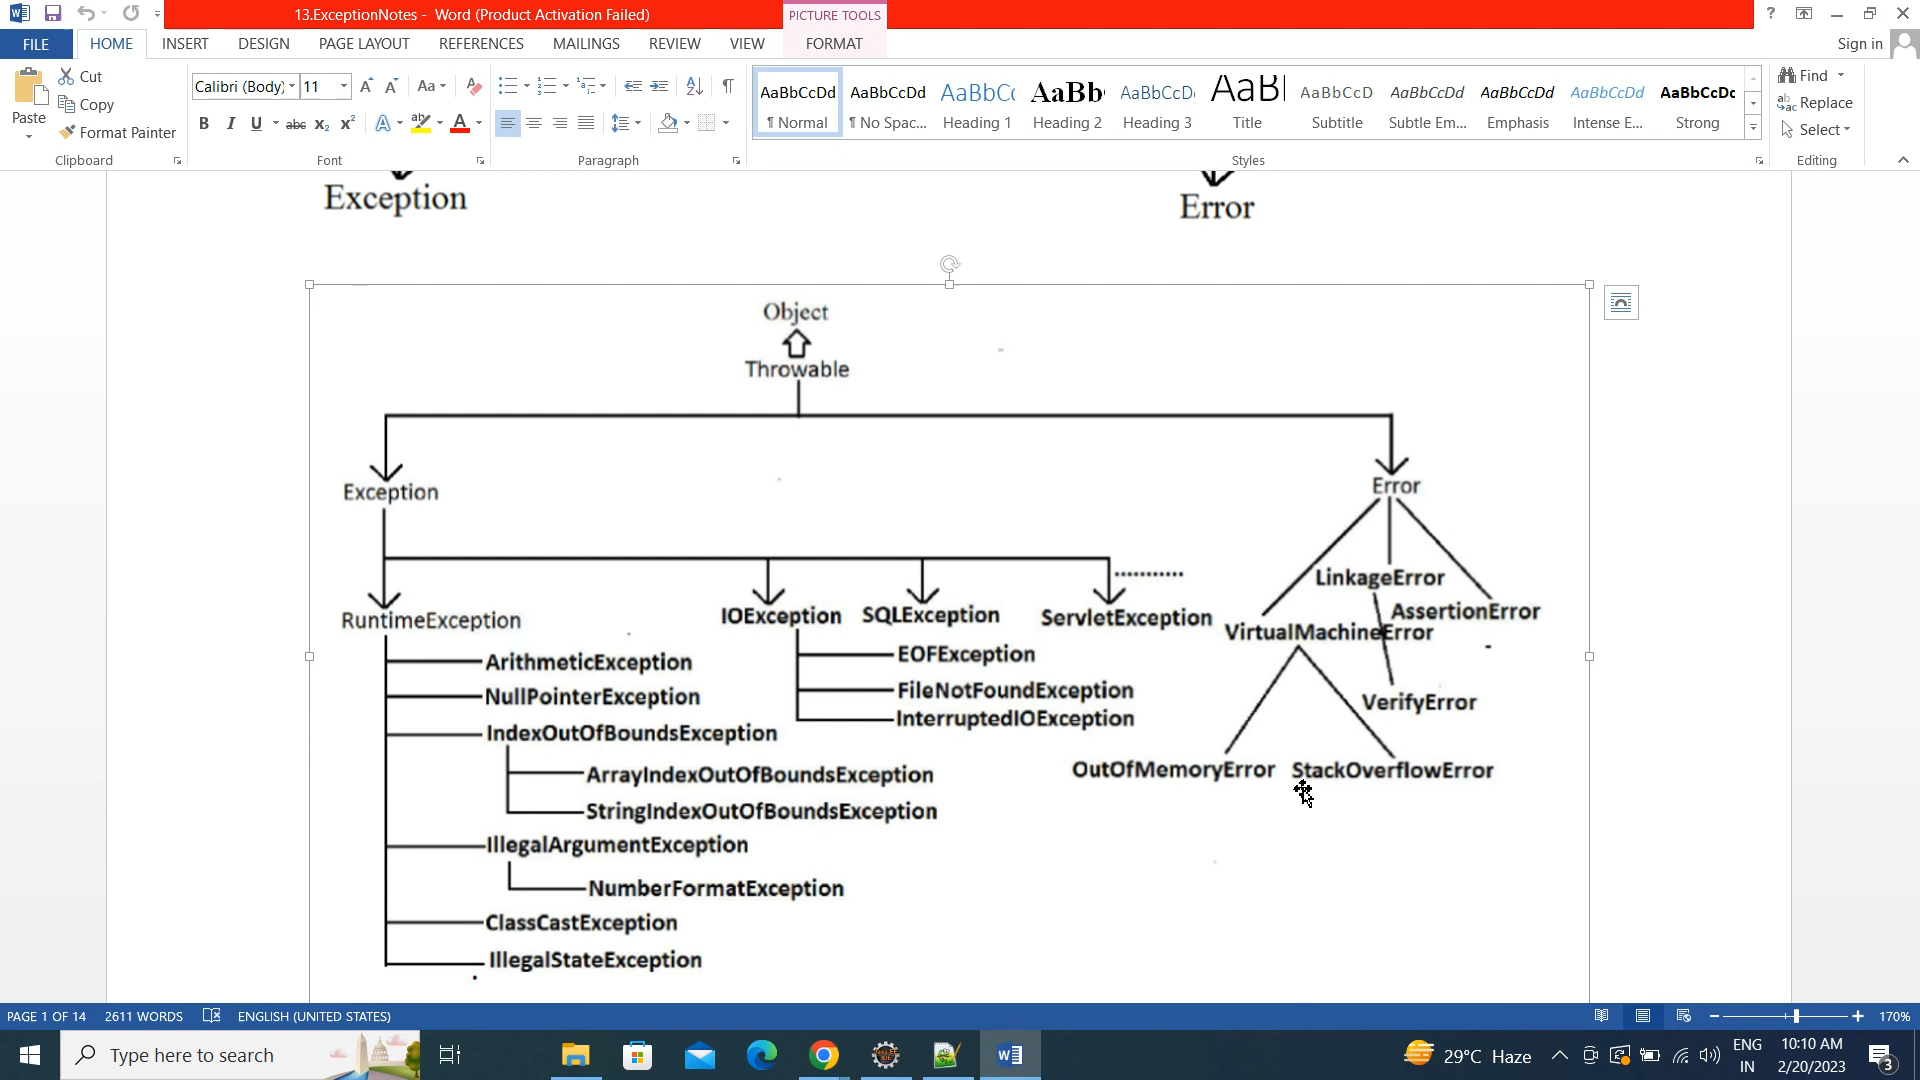 13.ExceptionNotes - Word (Product Activation Failed)
PICTURE TOOLS
FILE HOME INSERT DESIGN PAGE LAYOUT REFERENCES MAILINGS REVIEW VIEW FORMAT Sign in
Cut
Copy
Format Painter
Paste
Calibri (Body) 11
Aa
B I U abc X₂ X²
AaBbCcDd AaBbCcDd AaBbCc AaBb AaBbCcD AaB AaBbCcD AaBbCcDd AaBbCcDd AaBbCcDd AaBbCcDc
¶ Normal ¶ No Spac... Heading 1 Heading 2 Heading 3 Title Subtitle Subtle Em... Emphasis Intense E... Strong
Find
Replace
Select
Clipboard Font Paragraph Styles Editing
Exception Error
Object
Throwable
Exception Error
LinkageError
AssertionError
RuntimeException IOException SQLException ServletException ...........
VirtualMachineError
ArithmeticException EOFException
NullPointerException FileNotFoundException VerifyError
IndexOutOfBoundsException InterruptedIOException
ArrayIndexOutOfBoundsException OutOfMemoryError StackOverflowError
StringIndexOutOfBoundsException
IllegalArgumentException
NumberFormatException
ClassCastException
IllegalStateException
PAGE 1 OF 14 2611 WORDS ENGLISH (UNITED STATES) 170%
Type here to search
29°C Haze
ENG
IN
10:10 AM
2/20/2023
3